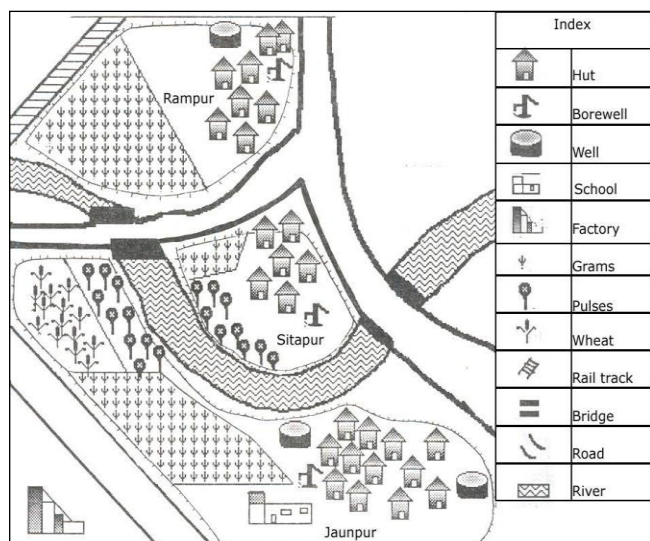 Index
Hut
Borewell
Well
School
Factory
Grams
Pulses
Wheat
Rail track
Bridge
Road
River
Rampur
Sitapur
Jaunpur